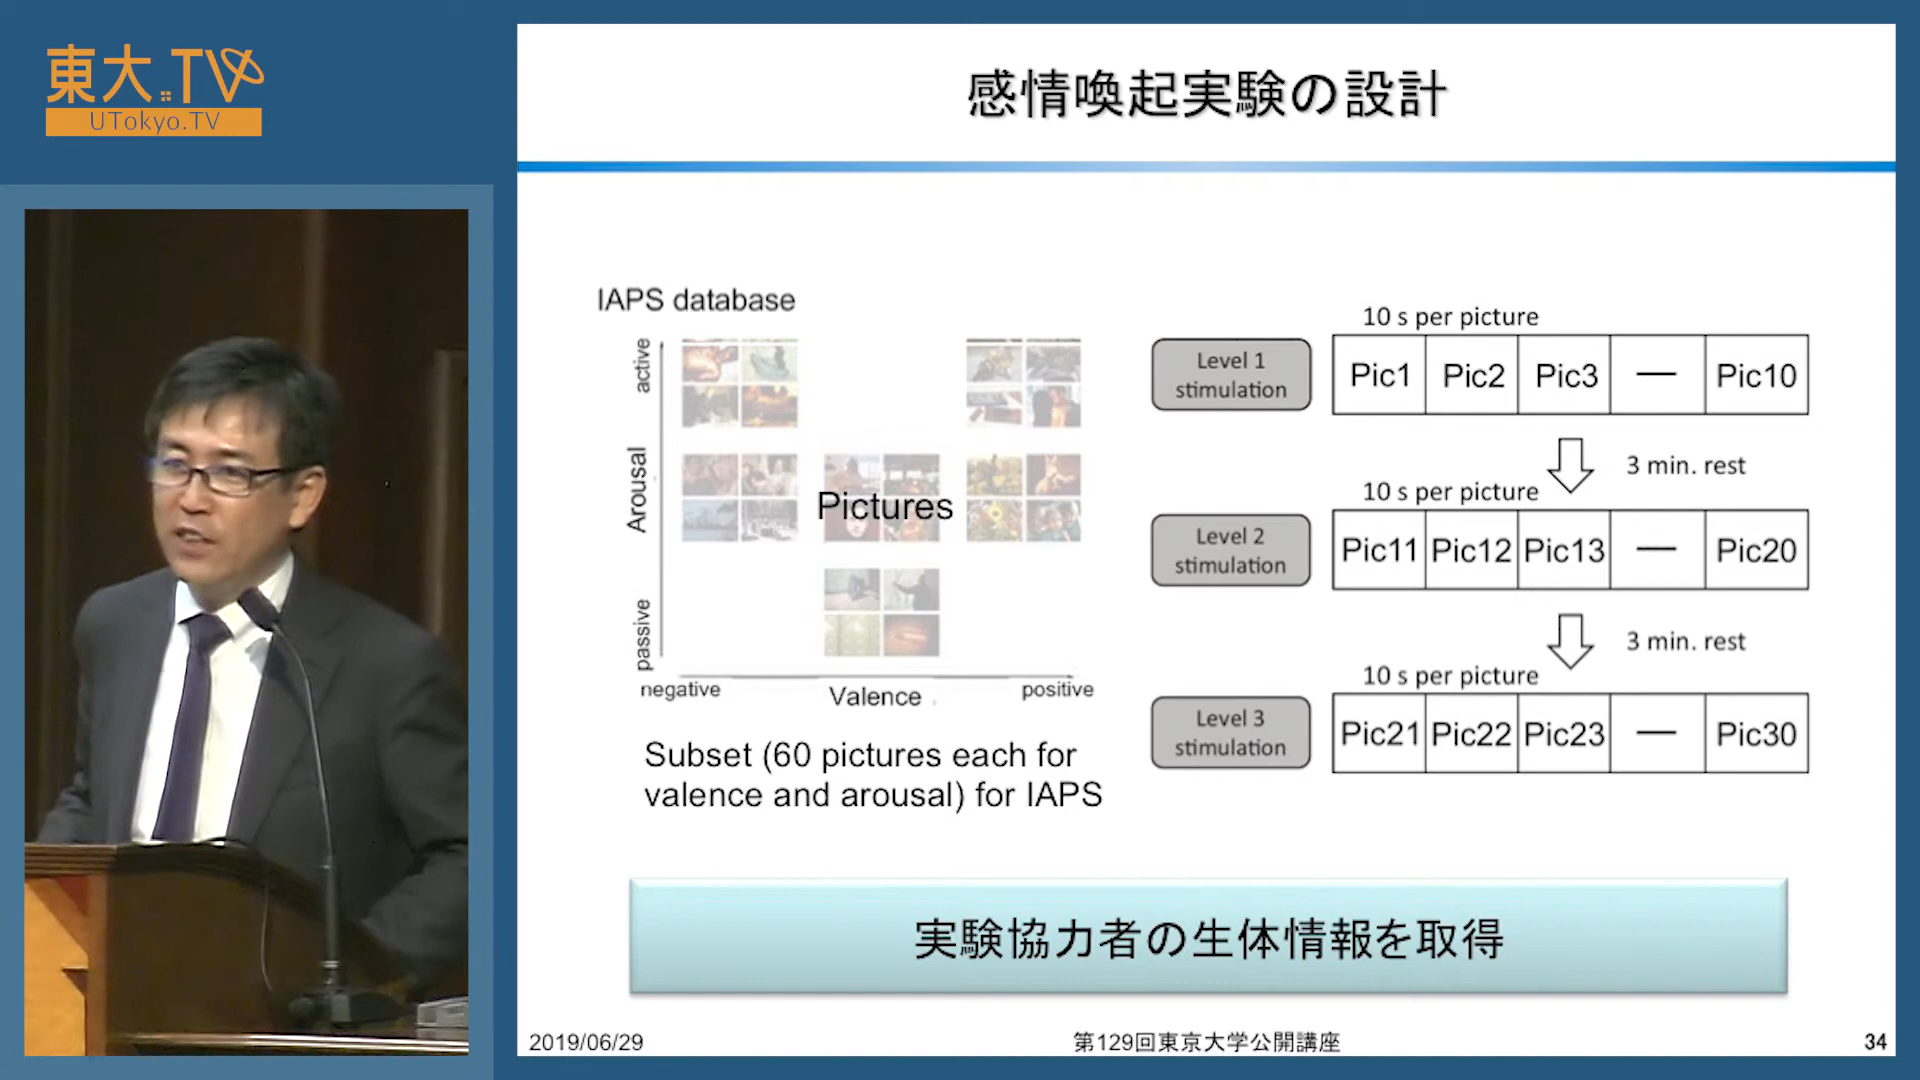 東大.TV
UTokyo.TV
感情喚起実験の設計
IAPS database
active
Arousal
passive
Pictures
negative
Valence
positive
Subset (60 pictures each for
valence and arousal) for IAPS
10 s per picture
Level 1
stimulation
Pic1 Pic2 Pic3 — Pic10
3 min. rest
10 s per picture
Level 2
stimulation
Pic11 Pic12 Pic13 — Pic20
3 min. rest
10 s per picture
Level 3
stimulation
Pic21 Pic22 Pic23 — Pic30
実験協力者の生体情報を取得
2019/06/29
第129回東京大学公開講座
34